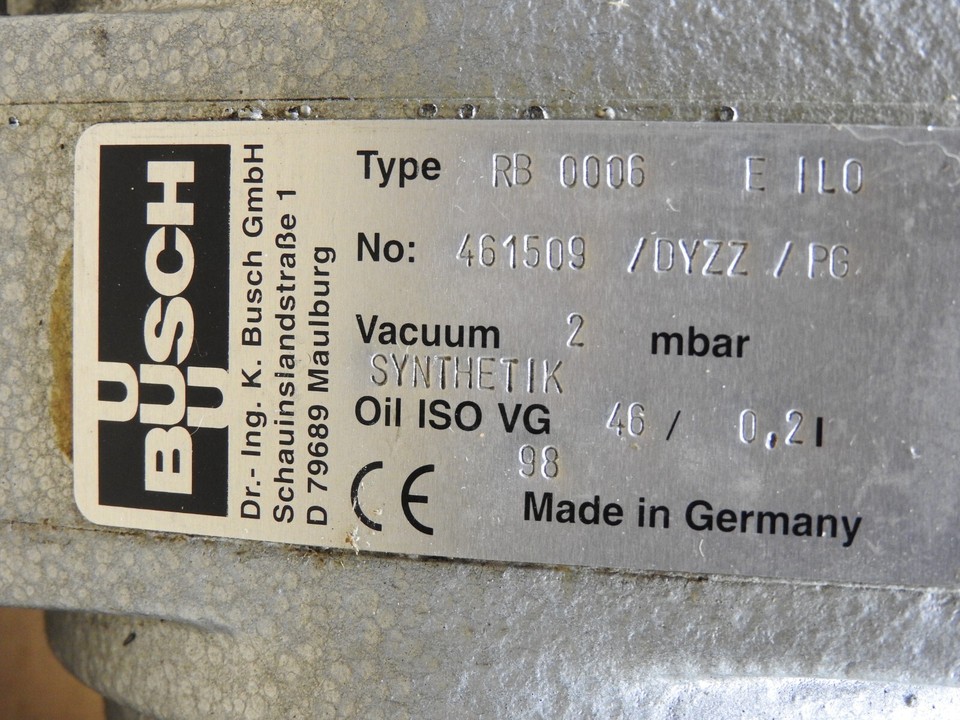 BUSCH
Dr.- Ing. K. Busch GmbH
Schauinslandstraße 1
D 79689 Maulburg
Type RB 0006 E ILO
No: 461509 /DYZZ /PG
Vacuum 2 mbar
SYNTHETIK
Oil ISO VG 46 / 0,2 l
98
CE Made in Germany